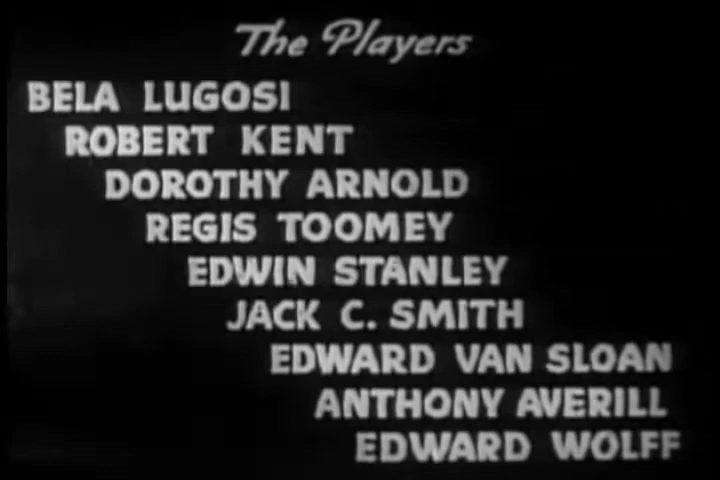 The Players
BELA LUGOSI
ROBERT KENT
DOROTHY ARNOLD
REGIS TOOMEY
EDWIN STANLEY
JACK C. SMITH
EDWARD VAN SLOAN
ANTHONY AVERILL
EDWARD WOLFF